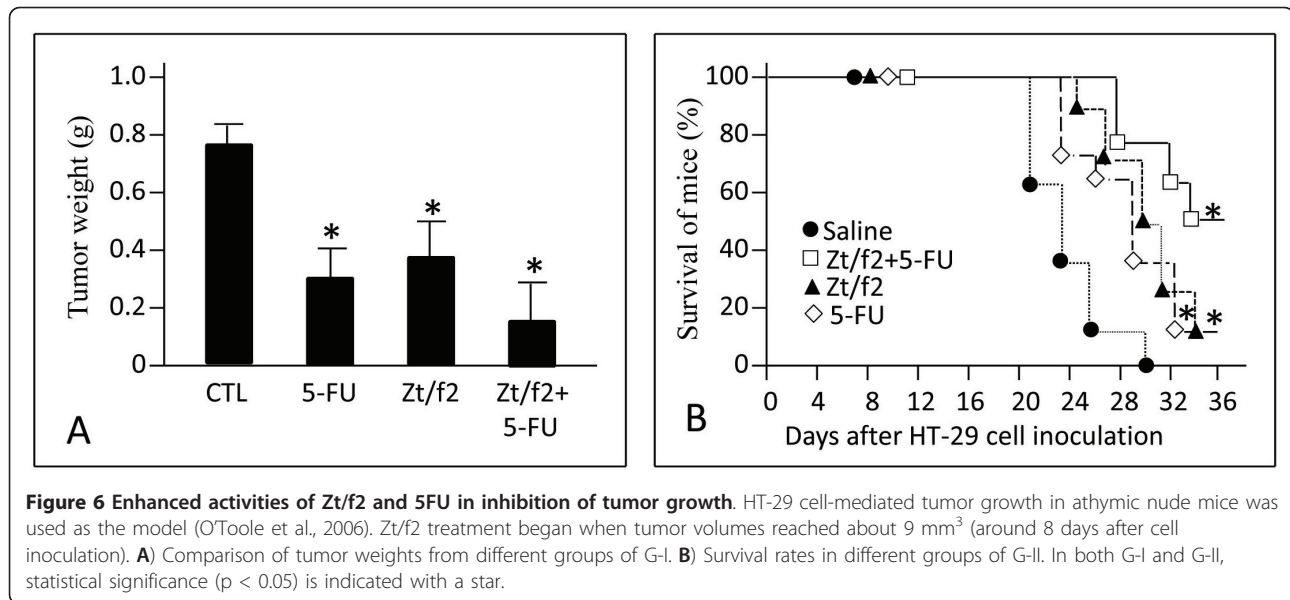 1.0
0.8
0.6
0.4
0.2
0
Tumor weight (g)
*
*
*
CTL
5-FU
Zt/f2
Zt/f2+
5-FU
A
100
80
60
40
20
0
Survival of mice (%)
Saline
Zt/f2+5-FU
Zt/f2
5-FU
*
*
*
B
0 4 8 12 16 20 24 28 32 36
Days after HT-29 cell inoculation
Figure 6 Enhanced activities of Zt/f2 and 5FU in inhibition of tumor growth. HT-29 cell-mediated tumor growth in athymic nude mice was
used as the model (O'Toole et al., 2006). Zt/f2 treatment began when tumor volumes reached about 9 mm³ (around 8 days after cell
inoculation). A) Comparison of tumor weights from different groups of G-I. B) Survival rates in different groups of G-II. In both G-I and G-II,
statistical significance (p < 0.05) is indicated with a star.